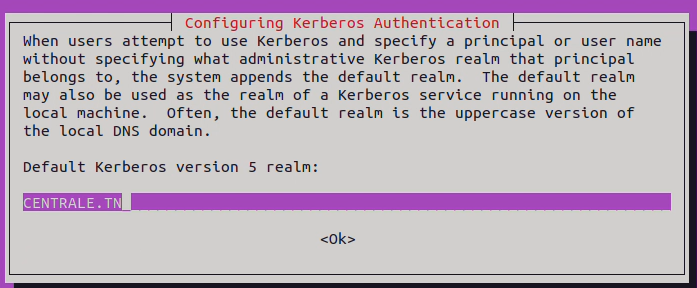 Configuring Kerberos Authentication
When users attempt to use Kerberos and specify a principal or user name
without specifying what administrative Kerberos realm that principal
belongs to, the system appends the default realm.  The default realm
may also be used as the realm of a Kerberos service running on the
local machine.  Often, the default realm is the uppercase version of
the local DNS domain.
Default Kerberos version 5 realm:
CENTRALE.TN
<Ok>